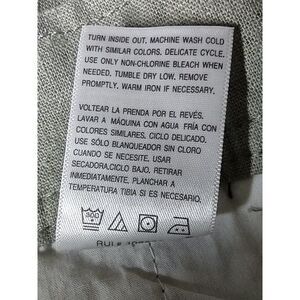 TURN INSIDE OUT. MACHINE WASH COLD
WITH SIMILAR COLORS. DELICATE CYCLE.
USE ONLY NON-CHLORINE BLEACH WHEN
NEEDED. TUMBLE DRY LOW. REMOVE
PROMPTLY. WARM IRON IF NECESSARY.
VOLTEAR LA PRENDA POR EL REVÉS.
LAVAR A MÁQUINA CON AGUA FRÍA CON
COLORES SIMILARES. CICLO DELICADO.
USE SÓLO BLANQUEADOR SIN CLORO
CUANDO SE NECESITE. USAR
SECADORA.CICLO BAJO. RETIRAR
INMEDIATAMENTE. PLANCHAR A
TEMPERATURA TIBIA SI ES NECESARIO.